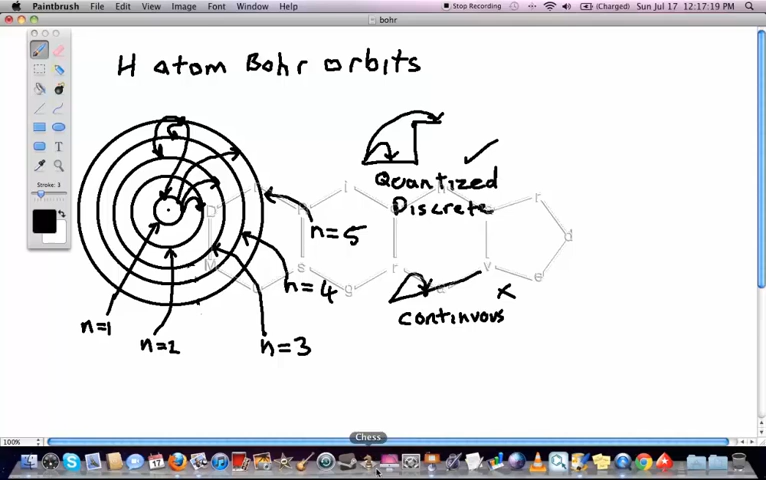 Paintbrush File Edit View Image Font Window Help
Stop Recording (Charged) Sun Jul 17 12:17:19 PM
bohr
H atom Bohr orbits
Quantized
Discrete
n=5
n=4
continuous
n=1
n=2
n=3
Stroke: 3
100%
Chess
17